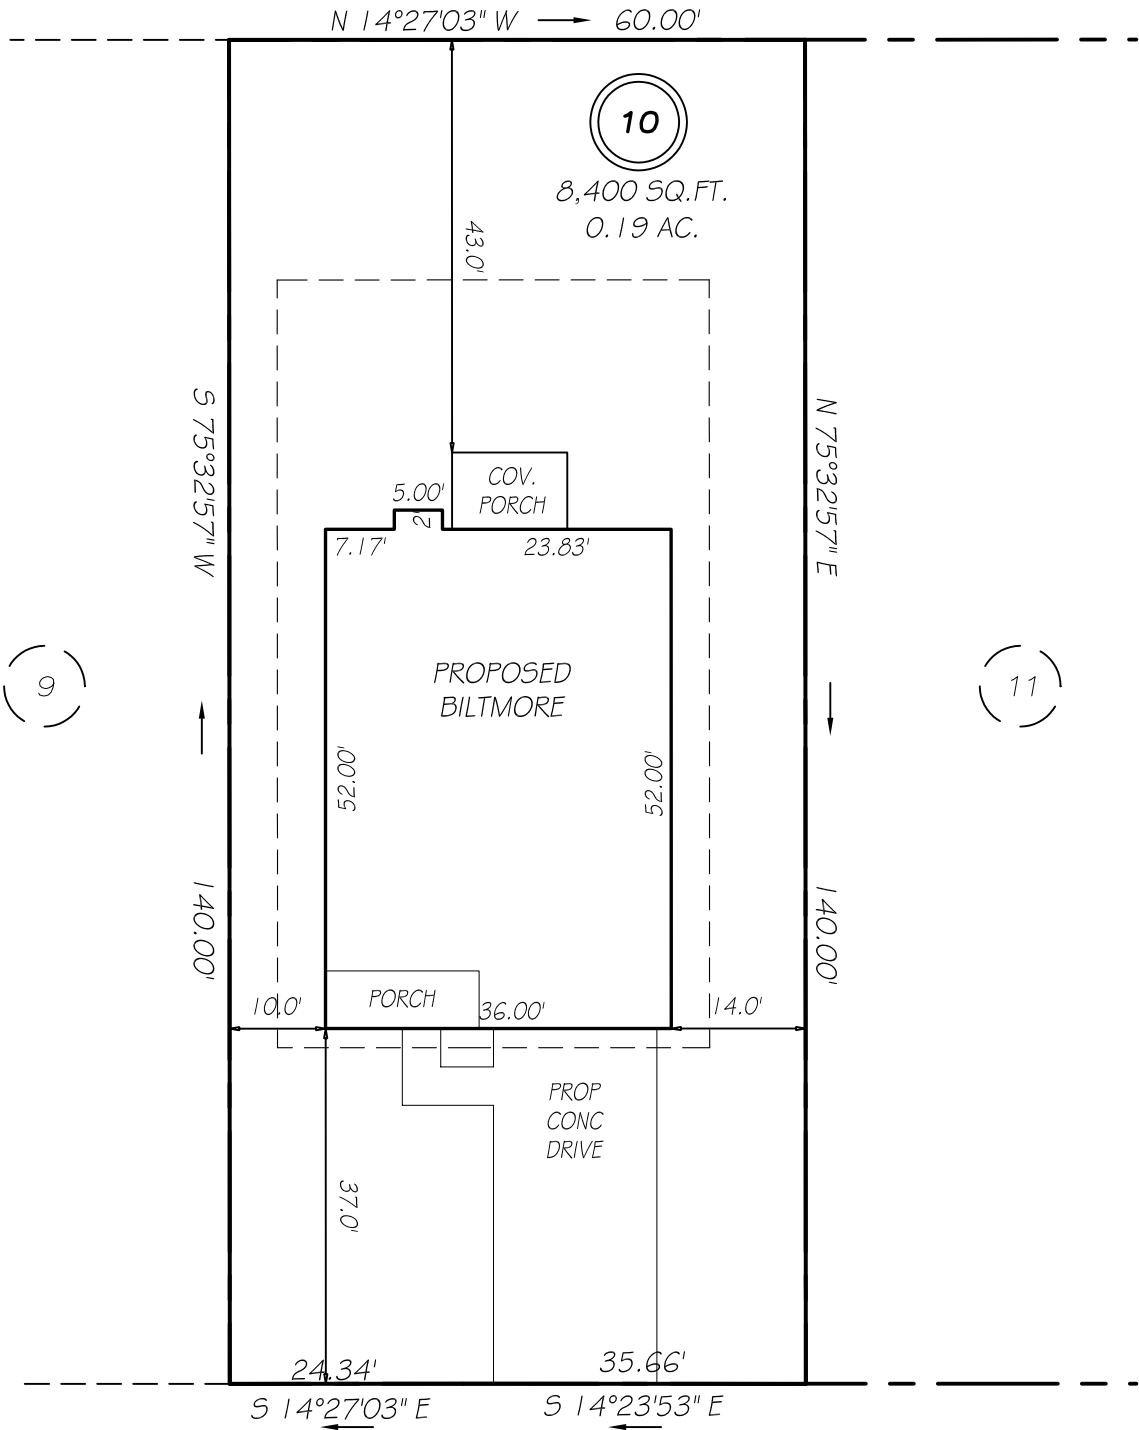 N 14°27'03" W 60.00'
10
8,400 SQ.FT.
0.19 AC.
43.0'
S 75°32'57" W
N 75°32'57" E
COV.
PORCH
5.00'
2'
7.17'
23.83'
PROPOSED
BILTMORE
9
11
52.00'
52.00'
140.00'
140.00'
PORCH
10.0'
36.00'
14.0'
PROP
CONC
DRIVE
37.0'
24.34'
35.66'
S 14°27'03" E
S 14°23'53" E